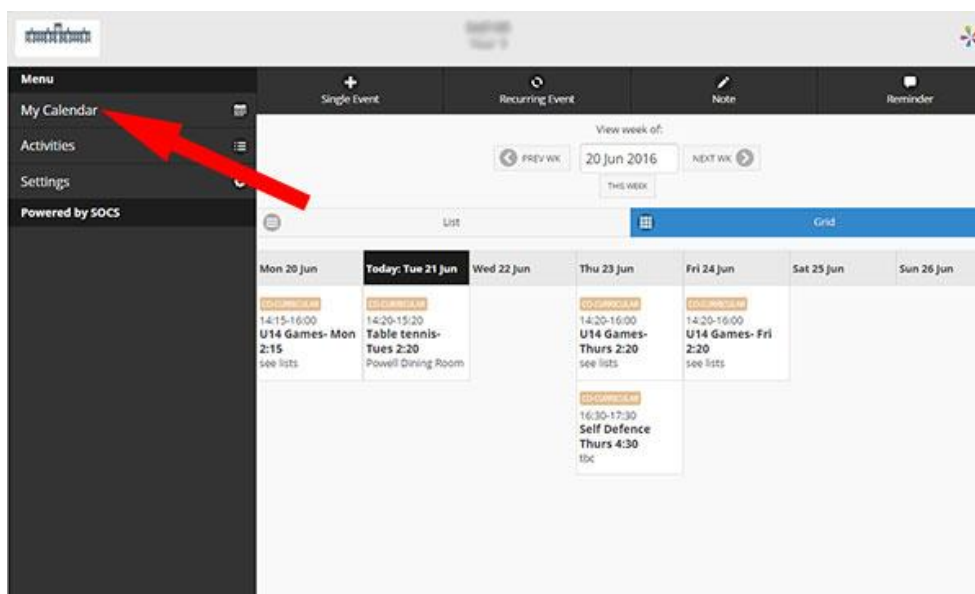 Menu
My Calendar
Activities
Settings
Powered by SOCS
Single Event
Recurring Event
Note
Reminder
View week of:
PREV WK
20 Jun 2016
NEXT WK
THIS WEEK
List
Grid
Mon 20 Jun
Today: Tue 21 Jun
Wed 22 Jun
Thu 23 Jun
Fri 24 Jun
Sat 25 Jun
Sun 26 Jun
CO-CURRICULAR
14:15-16:00
U14 Games- Mon
2:15
see lists
CO-CURRICULAR
14:20-15:20
Table tennis-
Tues 2:20
Powell Dining Room
CO-CURRICULAR
14:20-16:00
U14 Games-
Thurs 2:20
see lists
CO-CURRICULAR
16:30-17:30
Self Defence
Thurs 4:30
tbc
CO-CURRICULAR
14:20-16:00
U14 Games- Fri
2:20
see lists